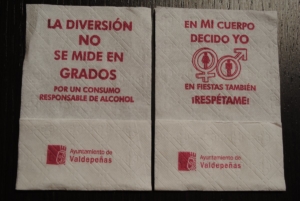 LA DIVERSIÓN
NO
SE MIDE EN
GRADOS
POR UN CONSUMO
RESPONSABLE DE ALCOHOL
Ayuntamiento de
Valdepeñas
EN MI CUERPO
DECIDO YO
EN FIESTAS TAMBIÉN
¡RESPÉTAME!
Ayuntamiento de
Valdepeñas